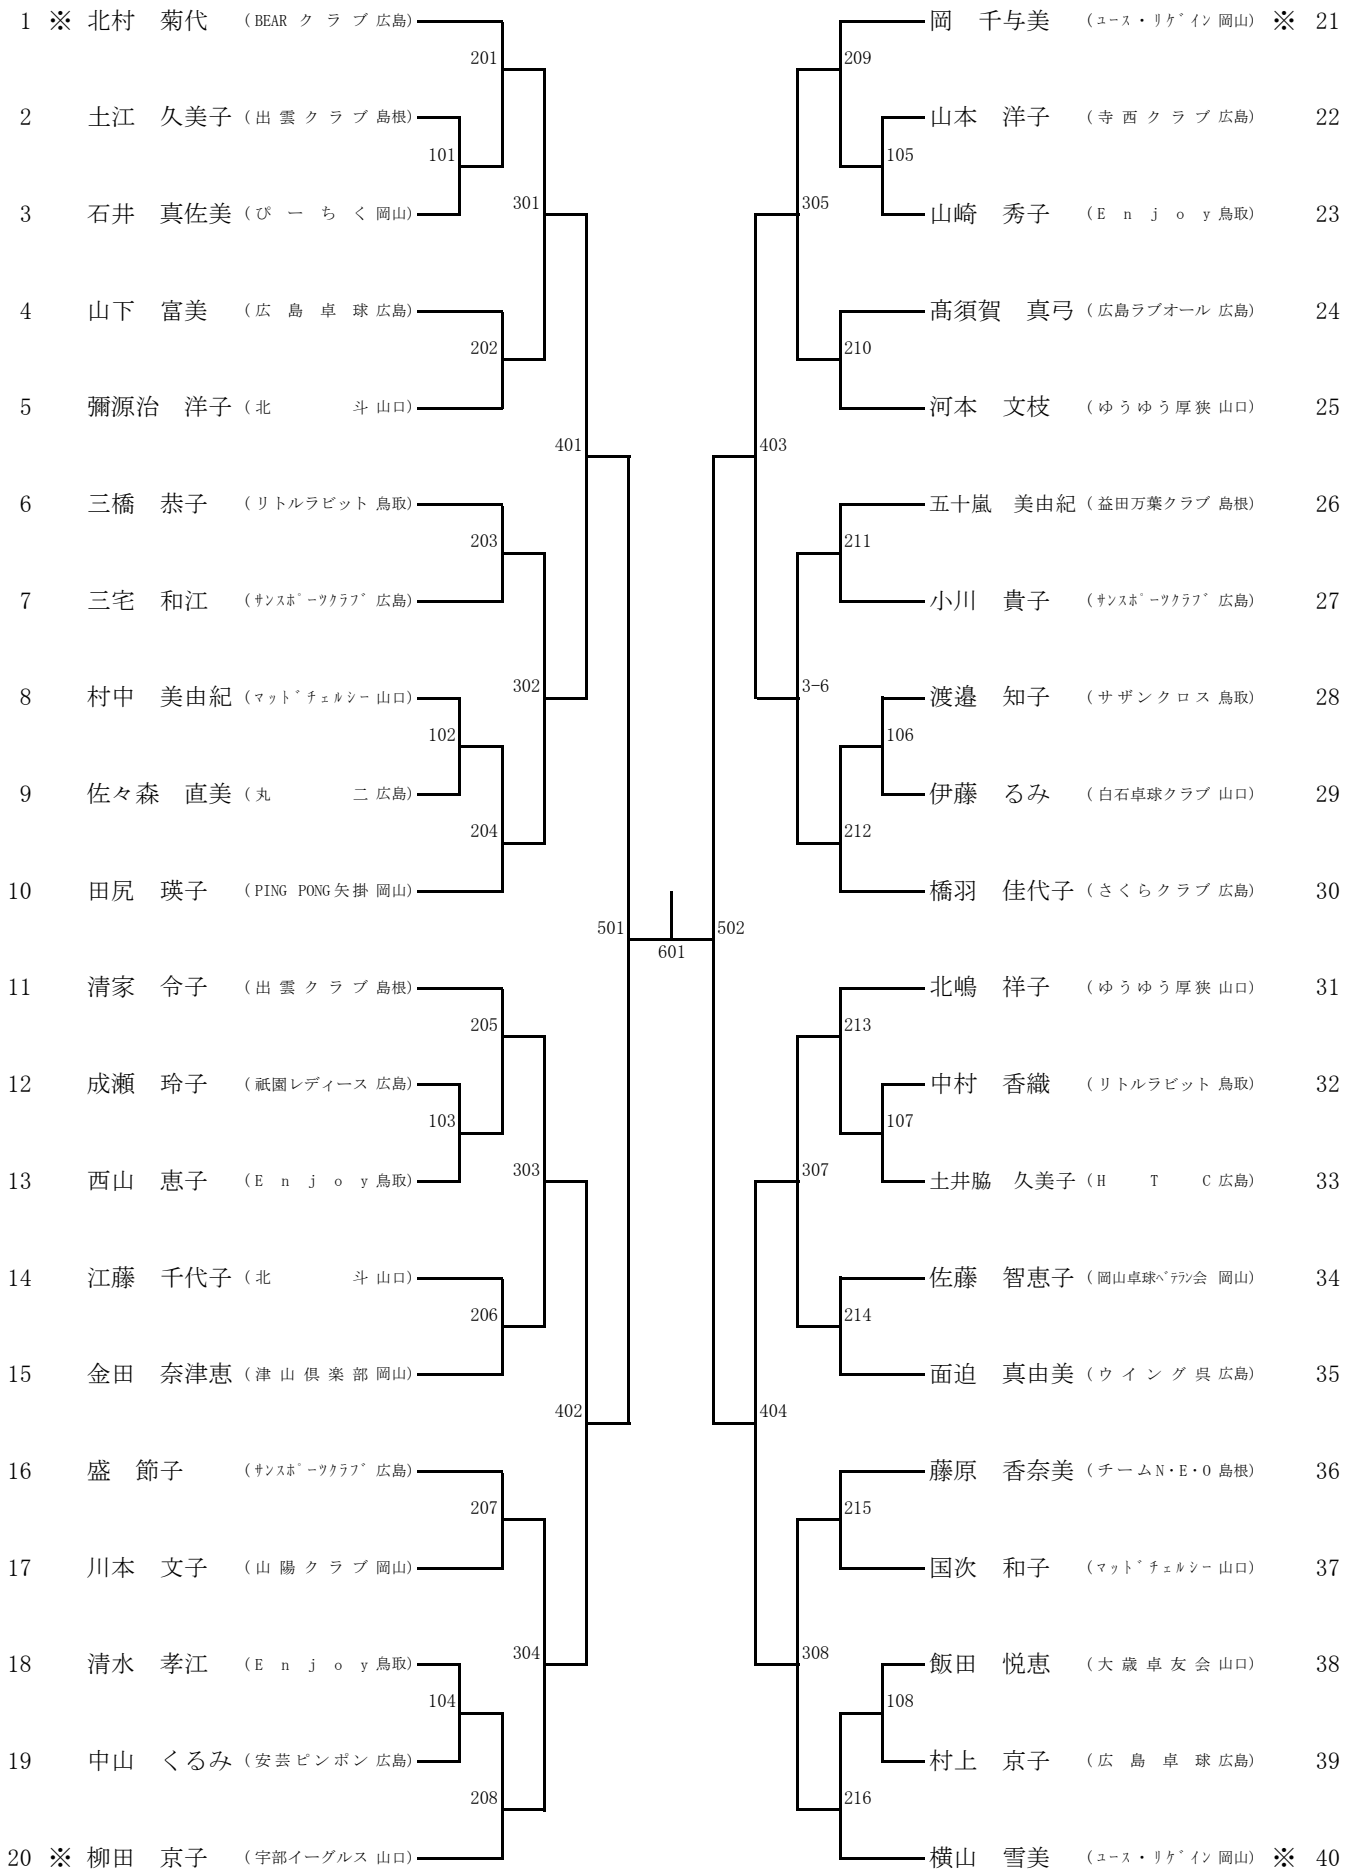 1 ※ 北村 菊代 (BEAR クラブ 広島)
201
2 土江 久美子 (出雲クラブ 島根)
101
3 石井 真佐美 (ぴーちく 岡山)
301
4 山下 富美 (広島卓球 広島)
202
5 彌源治 洋子 (北斗 山口)
401
6 三橋 恭子 (リトルラビット 鳥取)
203
7 三宅 和江 (サンスポーツクラブ 広島)
302
8 村中 美由紀 (マッドチェルシー 山口)
102
9 佐々森 直美 (丸二 広島)
204
10 田尻 瑛子 (PING PONG矢掛 岡山)
501
11 清家 令子 (出雲クラブ 島根)
205
12 成瀬 玲子 (祇園レディース 広島)
103
13 西山 恵子 (Enjoy 鳥取)
303
14 江藤 千代子 (北斗 山口)
206
15 金田 奈津恵 (津山倶楽部 岡山)
402
16 盛 節子 (サンスポーツクラブ 広島)
207
17 川本 文子 (山陽クラブ 岡山)
304
18 清水 孝江 (Enjoy 鳥取)
104
19 中山 くるみ (安芸ピンポン 広島)
208
20 ※ 柳田 京子 (宇部イーグルス 山口)
601
岡 千与美 (ユース・リゲイン 岡山) ※ 21
209
山本 洋子 (寺西クラブ 広島) 22
105
山崎 秀子 (Enjoy 鳥取) 23
305
髙須賀 真弓 (広島ラブオール 広島) 24
210
河本 文枝 (ゆうゆう厚狭 山口) 25
403
五十嵐 美由紀 (益田万葉クラブ 島根) 26
211
小川 貴子 (サンスポーツクラブ 広島) 27
3-6
渡邉 知子 (サザンクロス 鳥取) 28
106
伊藤 るみ (白石卓球クラブ 山口) 29
212
橋羽 佳代子 (さくらクラブ 広島) 30
502
北嶋 祥子 (ゆうゆう厚狭 山口) 31
213
中村 香織 (リトルラビット 鳥取) 32
107
土井脇 久美子 (HTC 広島) 33
307
佐藤 智恵子 (岡山卓球ベテラン会 岡山) 34
214
面迫 真由美 (ウイング呉 広島) 35
404
藤原 香奈美 (チームN・E・O 島根) 36
215
国次 和子 (マッドチェルシー 山口) 37
308
飯田 悦恵 (大歳卓友会 山口) 38
108
村上 京子 (広島卓球 広島) 39
216
横山 雪美 (ユース・リゲイン 岡山) ※ 40